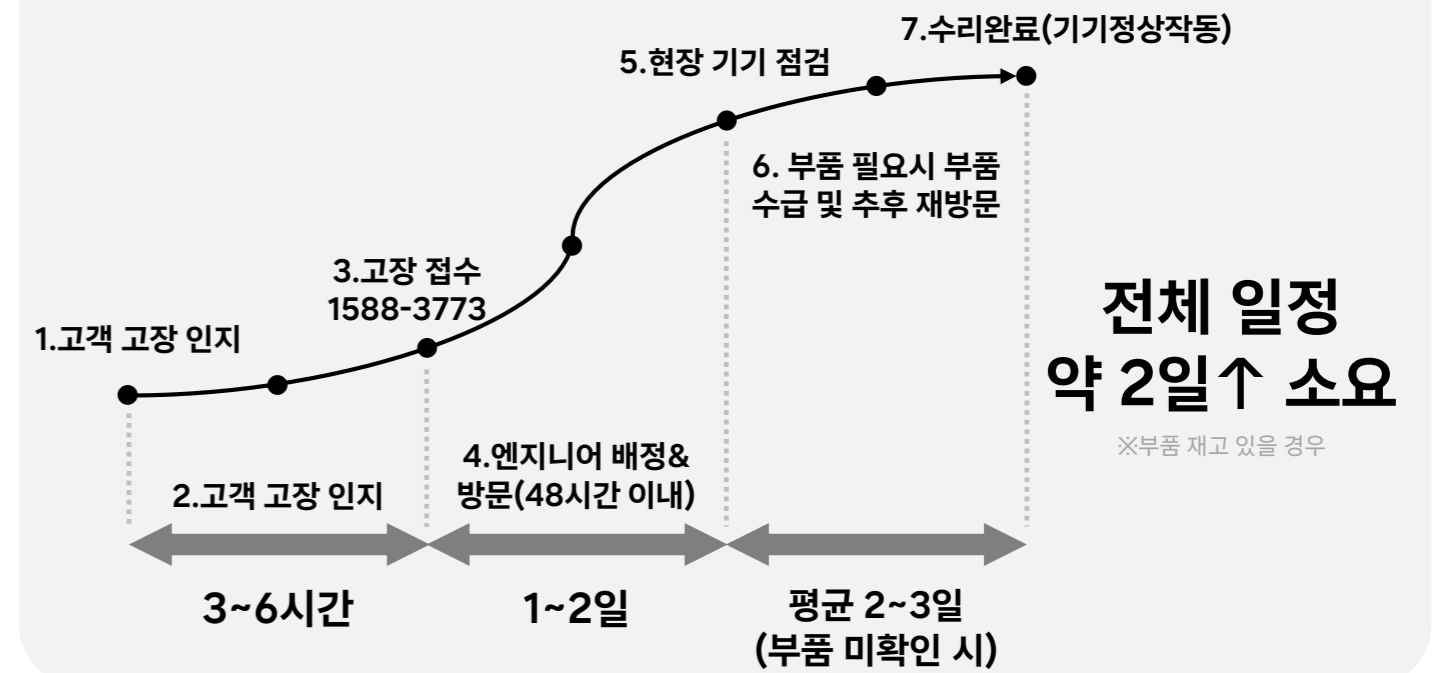 7.수리완료(기기정상작동)
5.현장 기기 점검
6. 부품 필요시 부품
수급 및 추후 재방문
3.고장 접수
1588-3773
1.고객 고장 인지
전체 일정
약 2일↑ 소요
※부품 재고 있을 경우
2.고객 고장 인지
4.엔지니어 배정&
방문(48시간 이내)
3~6시간
1~2일
평균 2~3일
(부품 미확인 시)